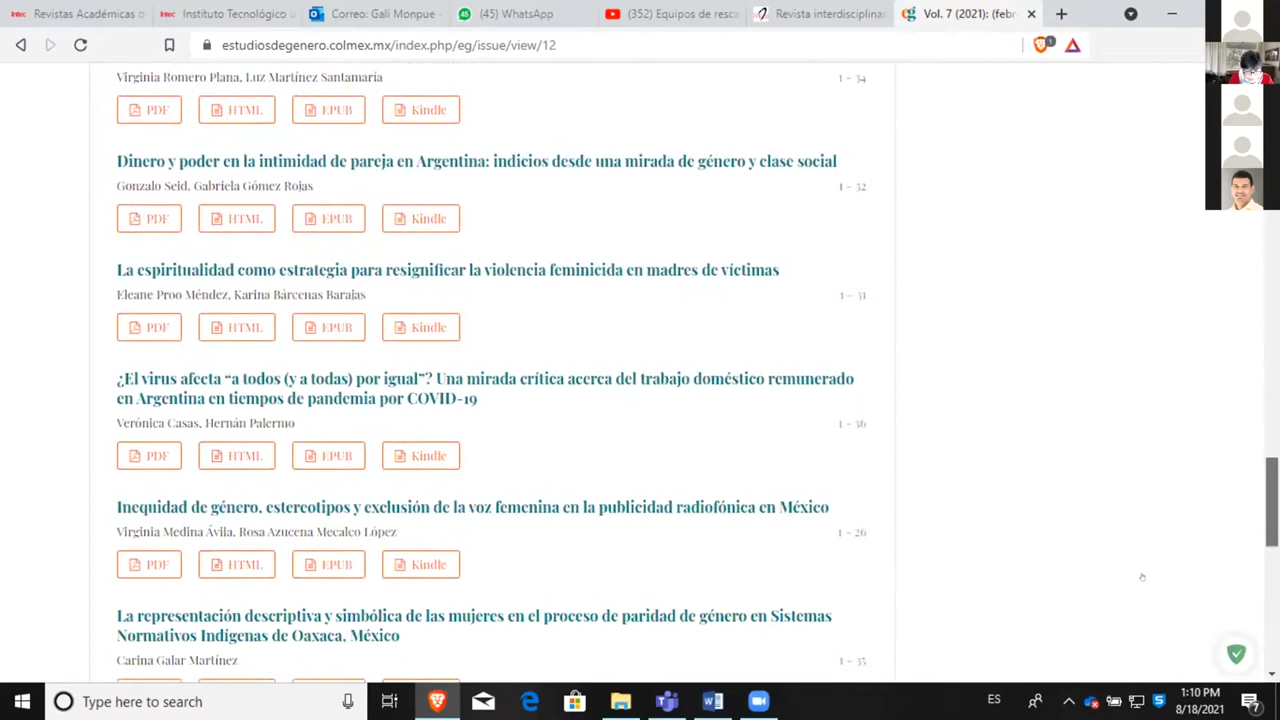 Revistas Académicas d
Instituto Tecnológico d
Correo: Gali Monpue -
(45) WhatsApp
(352) Equipos de resca
Revista interdisciplinar
Vol. 7 (2021): (febr
estudiosdegenero.colmex.mx/index.php/eg/issue/view/12
Virginia Romero Plana, Luz Martínez Santamaría 1 - 34
PDF HTML EPUB Kindle
Dinero y poder en la intimidad de pareja en Argentina: indicios desde una mirada de género y clase social
Gonzalo Seid, Gabriela Gómez Rojas 1 - 32
PDF HTML EPUB Kindle
La espiritualidad como estrategia para resignificar la violencia feminicida en madres de víctimas
Eleane Proo Méndez, Karina Bárcenas Barajas 1 - 31
PDF HTML EPUB Kindle
¿El virus afecta “a todos (y a todas) por igual”? Una mirada crítica acerca del trabajo doméstico remunerado
en Argentina en tiempos de pandemia por COVID-19
Verónica Casas, Hernán Palermo 1 - 36
PDF HTML EPUB Kindle
Inequidad de género, estereotipos y exclusión de la voz femenina en la publicidad radiofónica en México
Virginia Medina Ávila, Rosa Azucena Mecalco López 1 - 26
PDF HTML EPUB Kindle
La representación descriptiva y simbólica de las mujeres en el proceso de paridad de género en Sistemas
Normativos Indígenas de Oaxaca, México
Carina Galar Martínez 1 - 35
Type here to search
ES
1:10 PM
8/18/2021
7